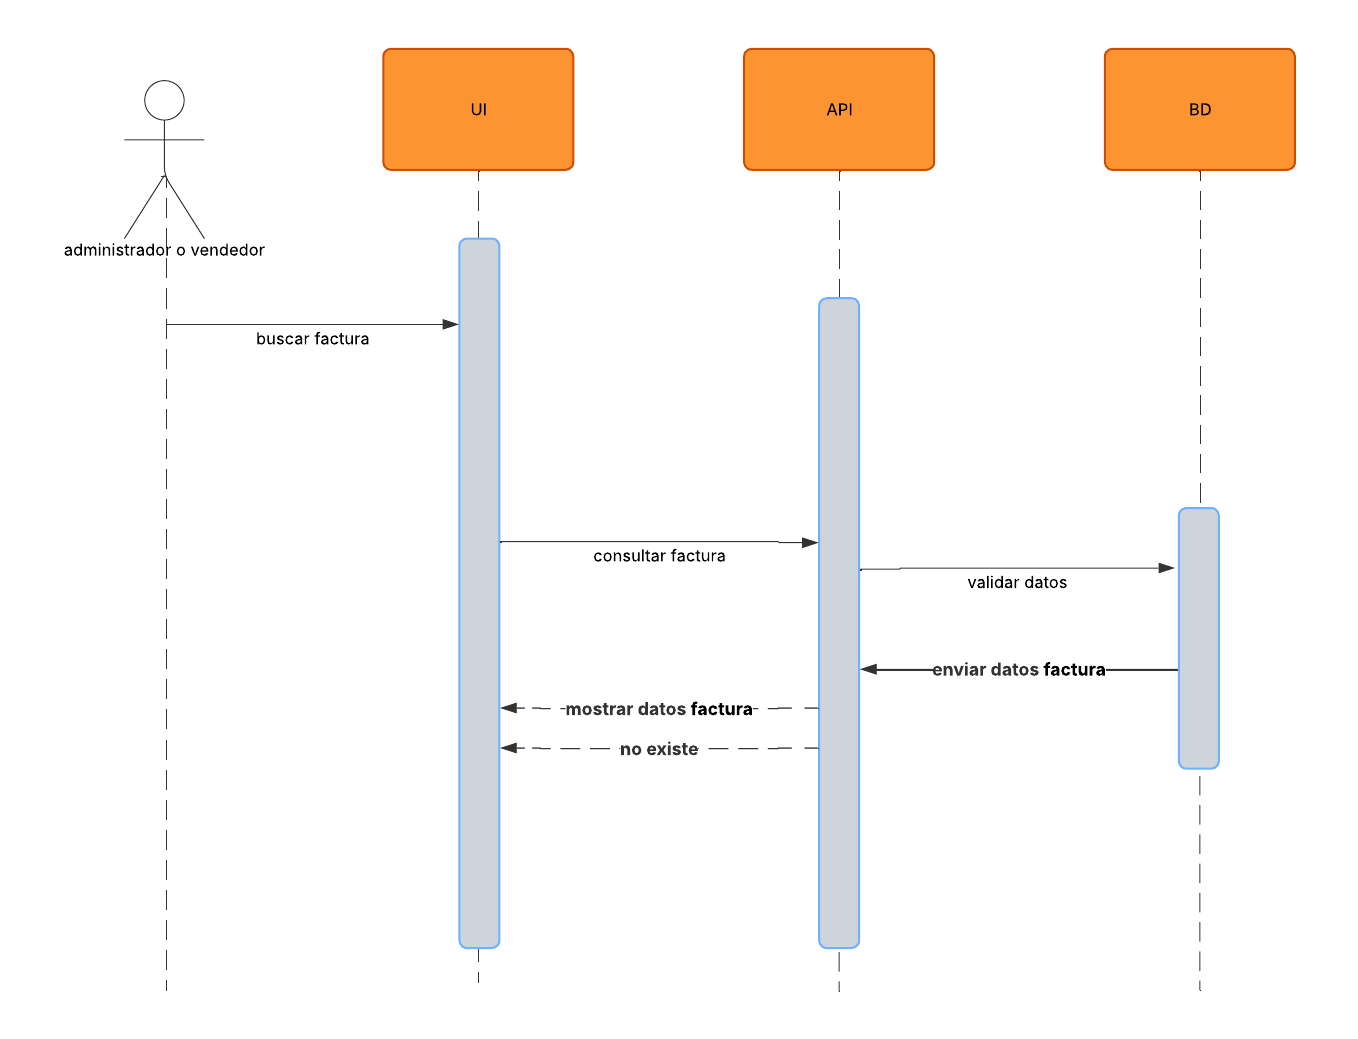 UI
API
BD
administrador o vendedor
buscar factura
consultar factura
validar datos
enviar datos factura
mostrar datos factura
no existe